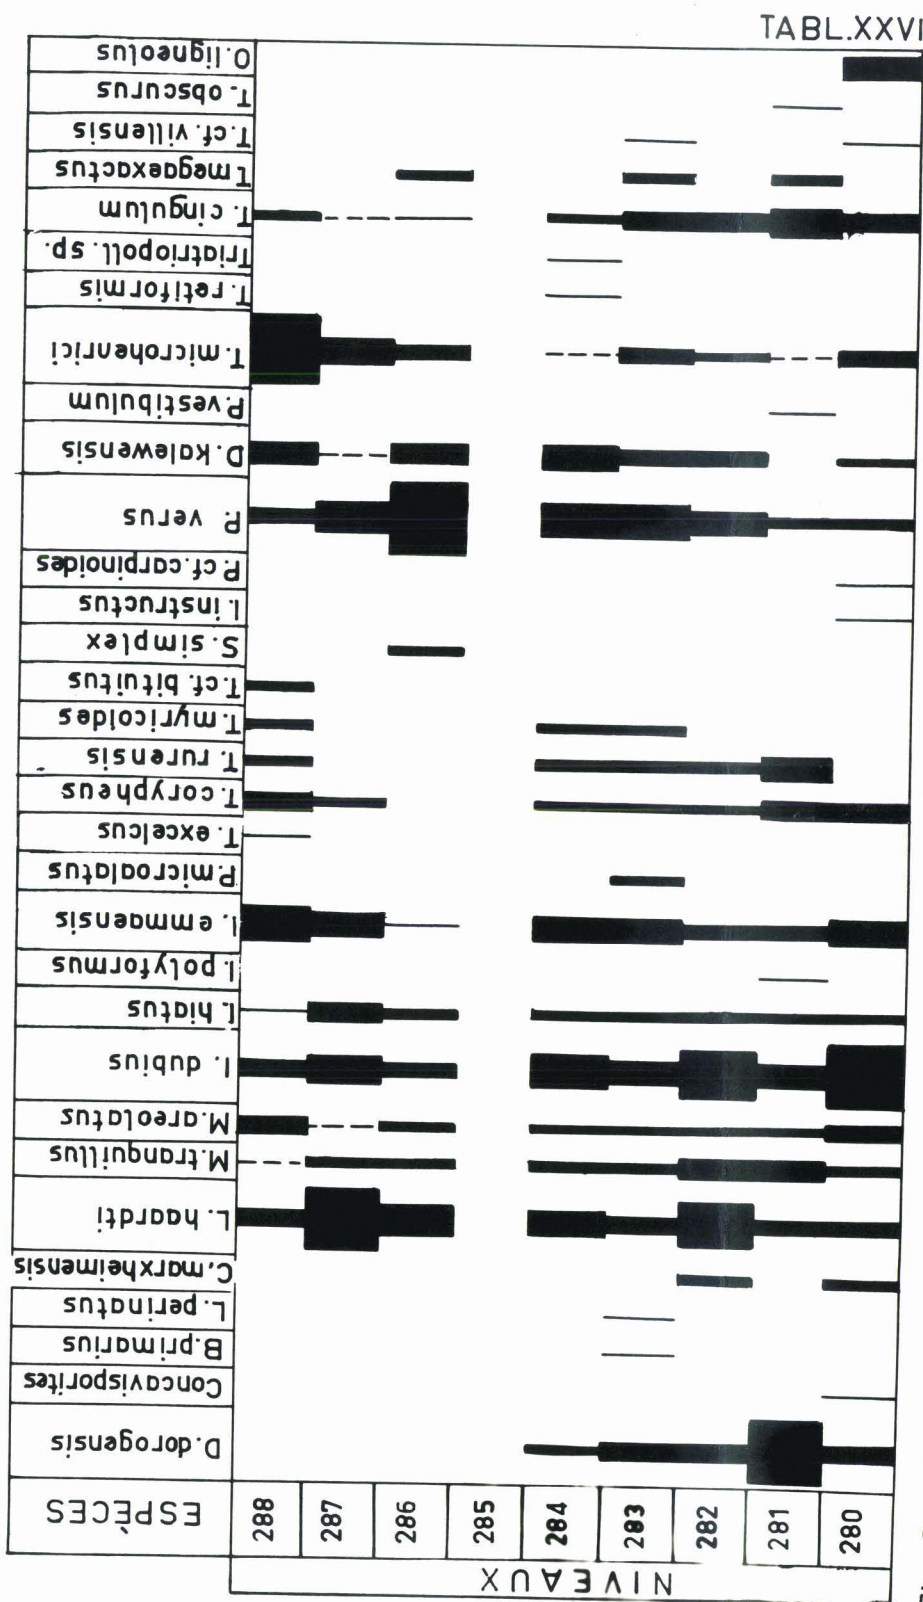 TABL.XXVI
NIVEAUX
ESPÈCES
288
287
286
285
284
283
282
281
280
D.dorogensis
Concavisporites
B.primarius
L.perinatus
C.marxheimensis
L.haardti
M.tranquillus
M.areolatus
I.dubius
I.hiatus
I.polyformus
I.emmaensis
P.microalatus
T.excelcus
T.corypheus
T.rurensis
T.myricoides
T.cf.bituitus
S.simplex
I.instructus
P.cf.carpinoides
P.verus
D.kalewensis
P.vestibulum
T.microhenrici
T.retiformis
Triatriopoll.sp.
T.cingulum
T.megaexactus
T.cf.villensis
T.obscurus
O.ligneolus